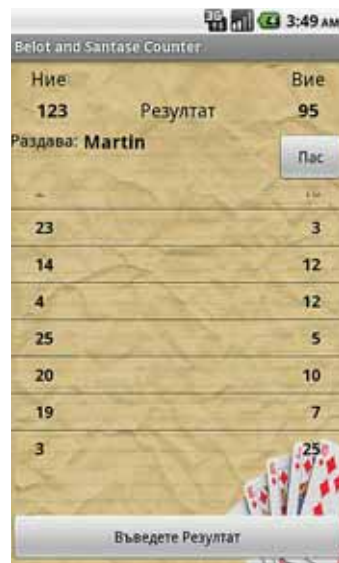 3G 3:49 AM
Belot and Santase Counter
Ние Вие
123 Резултат 95
Раздава: Martin
Пас
23 3
14 12
4 12
25 5
20 10
19 7
3 25
Въведете Резултат